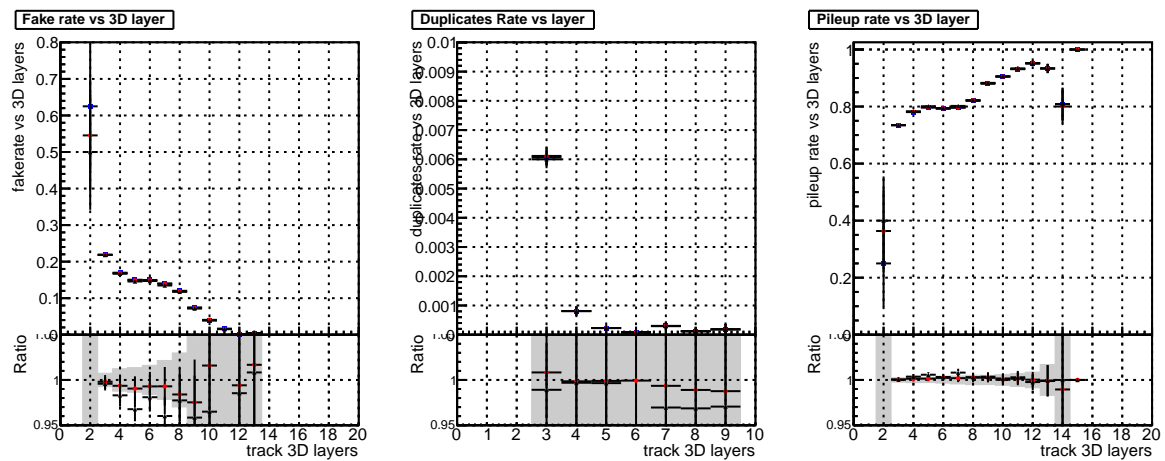 Fake rate vs 3D layer
fakerate vs 3D layers
0.8
0.7
0.6
0.5
0.4
0.3
0.2
0.1
0
Ratio
1
0.95
0 2 4 6 8 10 12 14 16 18 20
track 3D layers
Duplicates Rate vs layer
duplicates rate vs 3D layers
0.01
0.009
0.008
0.007
0.006
0.005
0.004
0.003
0.002
0.001
0
Ratio
1
0.95
0 1 2 3 4 5 6 7 8 9 10
track 3D layers
Pileup rate vs 3D layer
pileup rate vs 3D layers
1
0.8
0.6
0.4
0.2
0
Ratio
1
0.95
0 2 4 6 8 10 12 14 16 18 20
track 3D layers